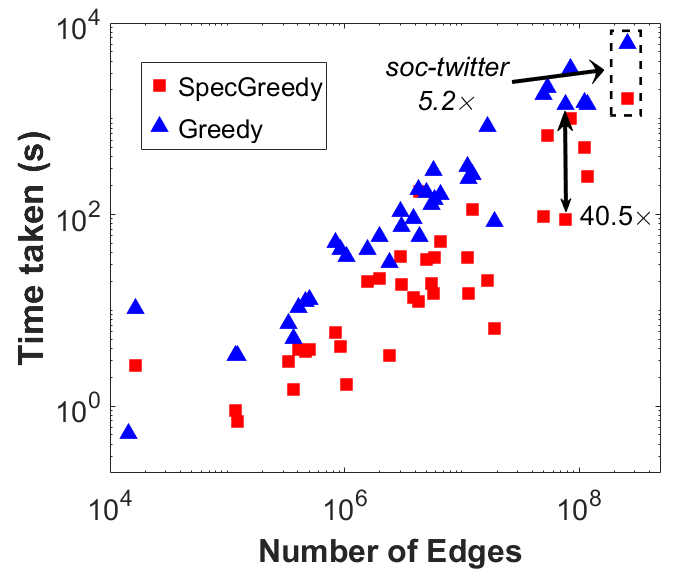 10^4
10^2
10^0
Time taken (s)
SpecGreedy
Greedy
soc-twitter
5.2×
40.5×
10^4
10^6
10^8
Number of Edges